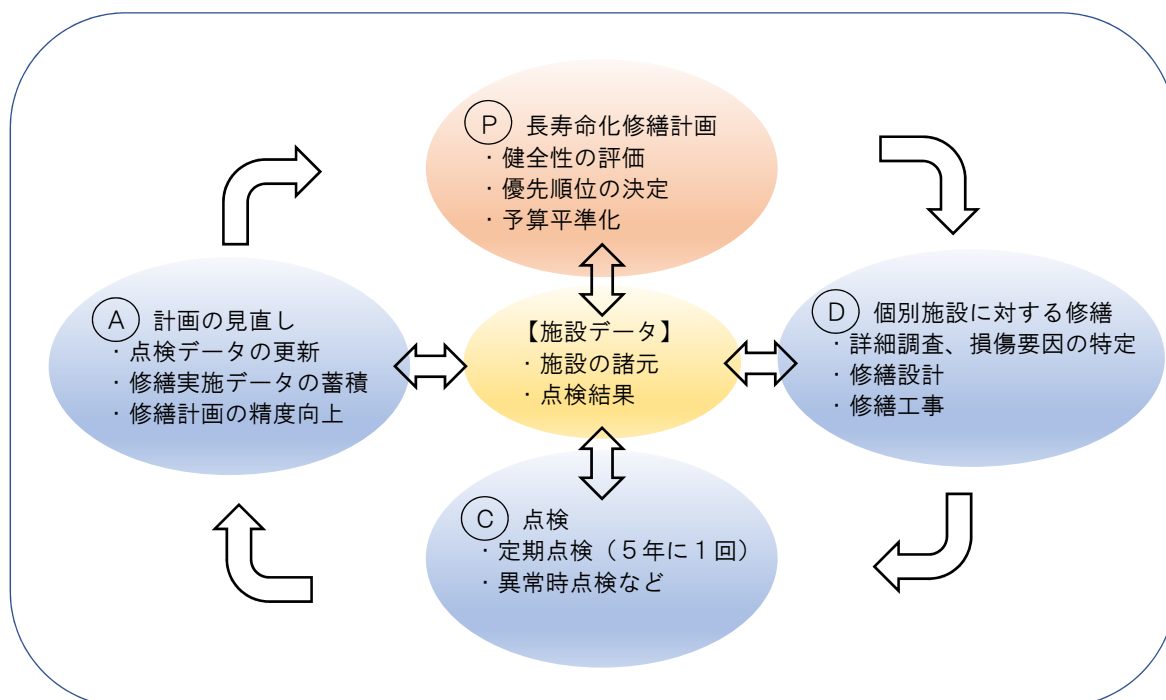 P 長寿命化修繕計画
・健全性の評価
・優先順位の決定
・予算平準化
A 計画の見直し
・点検データの更新
・修繕実施データの蓄積
・修繕計画の精度向上
【施設データ】
・施設の諸元
・点検結果
D 個別施設に対する修繕
・詳細調査、損傷要因の特定
・修繕設計
・修繕工事
C 点検
・定期点検（５年に１回）
・異常時点検など